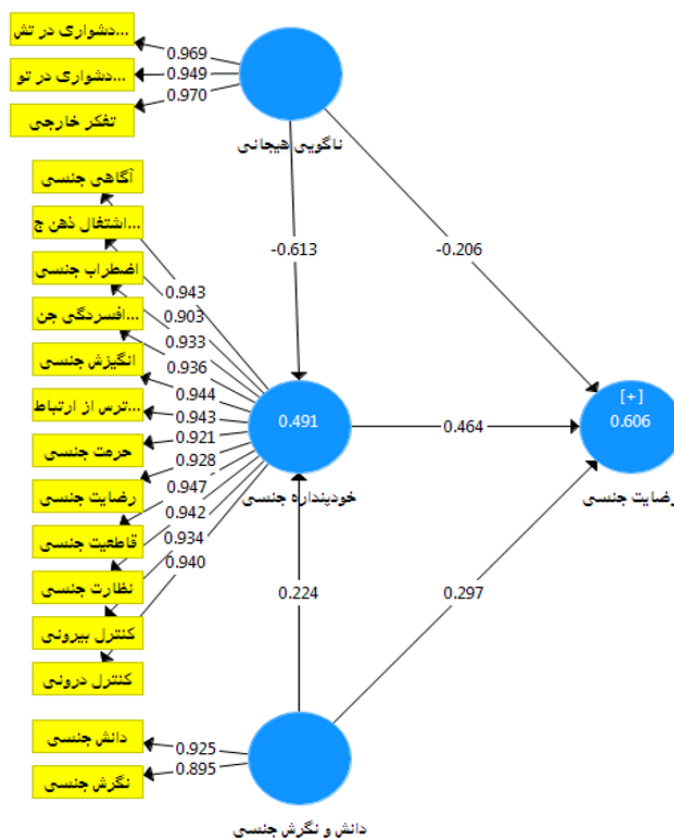 دشواری در تش...
0.969
دشواری در تو...
0.949
تفکر خارجی
0.970
ناگویی هیجانی
آگاهی جنسی
اشتغال ذهن ج...
-0.613
-0.206
اضطراب جنسی
0.943
افسردگی جن...
0.903
0.933
انگیزش جنسی
0.936
0.944
ترس از ارتباط...
0.943
0.491
0.464
[+]
0.606
حرمت جنسی
0.921
رضایت جنسی
0.928
خودپنداره جنسی
رضایت جنسی
0.947
قاطعیت جنسی
0.942
0.934
نظارت جنسی
0.940
0.224
0.297
کنترل بیرونی
کنترل درونی
دانش جنسی
0.925
نگرش جنسی
0.895
دانش و نگرش جنسی